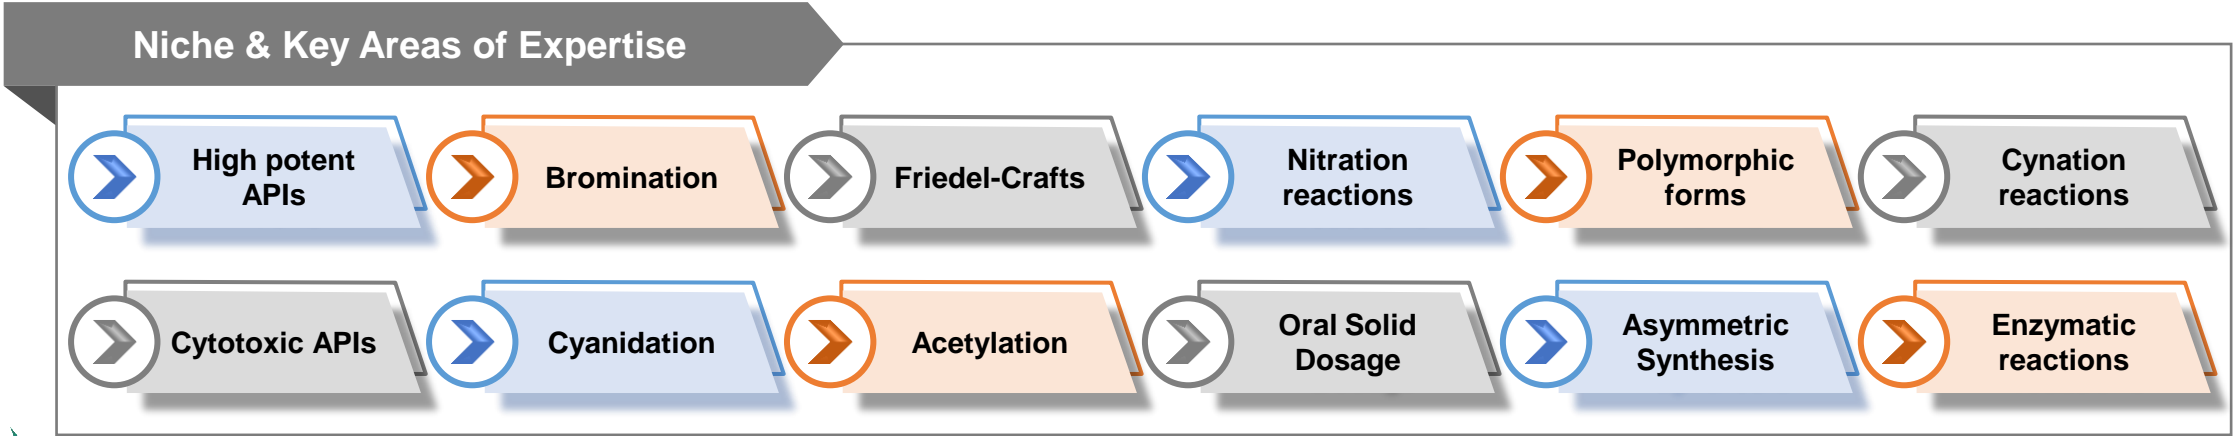 Niche & Key Areas of Expertise
High potent
APIs
Bromination
Friedel-Crafts
Nitration
reactions
Polymorphic
forms
Cynation
reactions
Cytotoxic APIs
Cyanidation
Acetylation
Oral Solid
Dosage
Asymmetric
Synthesis
Enzymatic
reactions